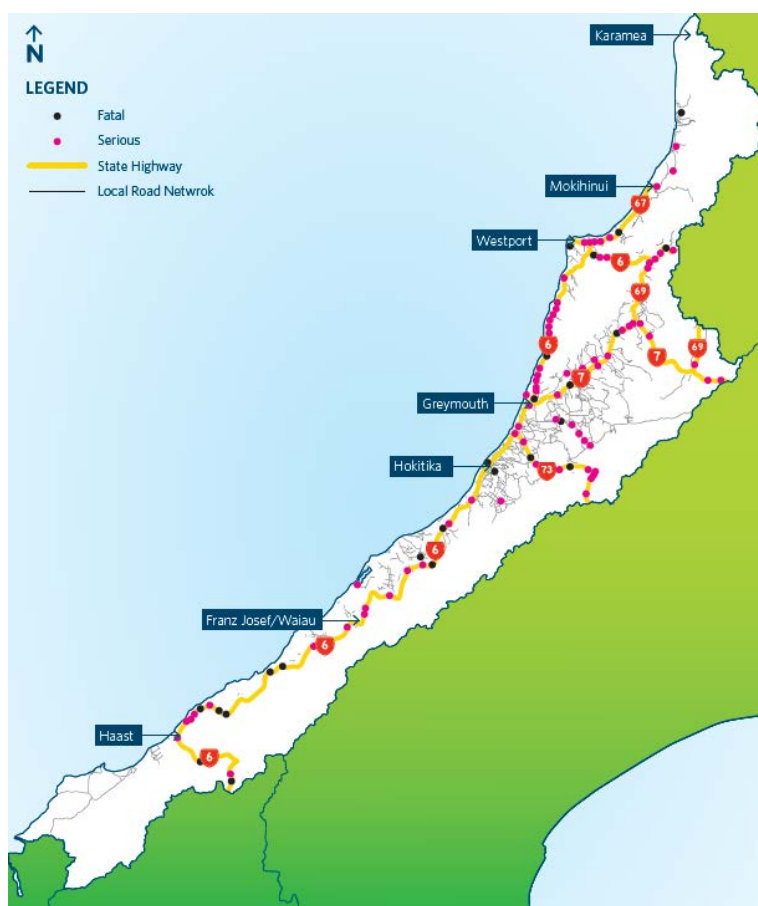 N
LEGEND
Fatal
Serious
State Highway
Local Road Netwrok
Karamea
Mokihinui
67
Westport
6
69
6
7
69
7
Greymouth
Hokitika
73
6
Franz Josef/Waiau
6
Haast
6